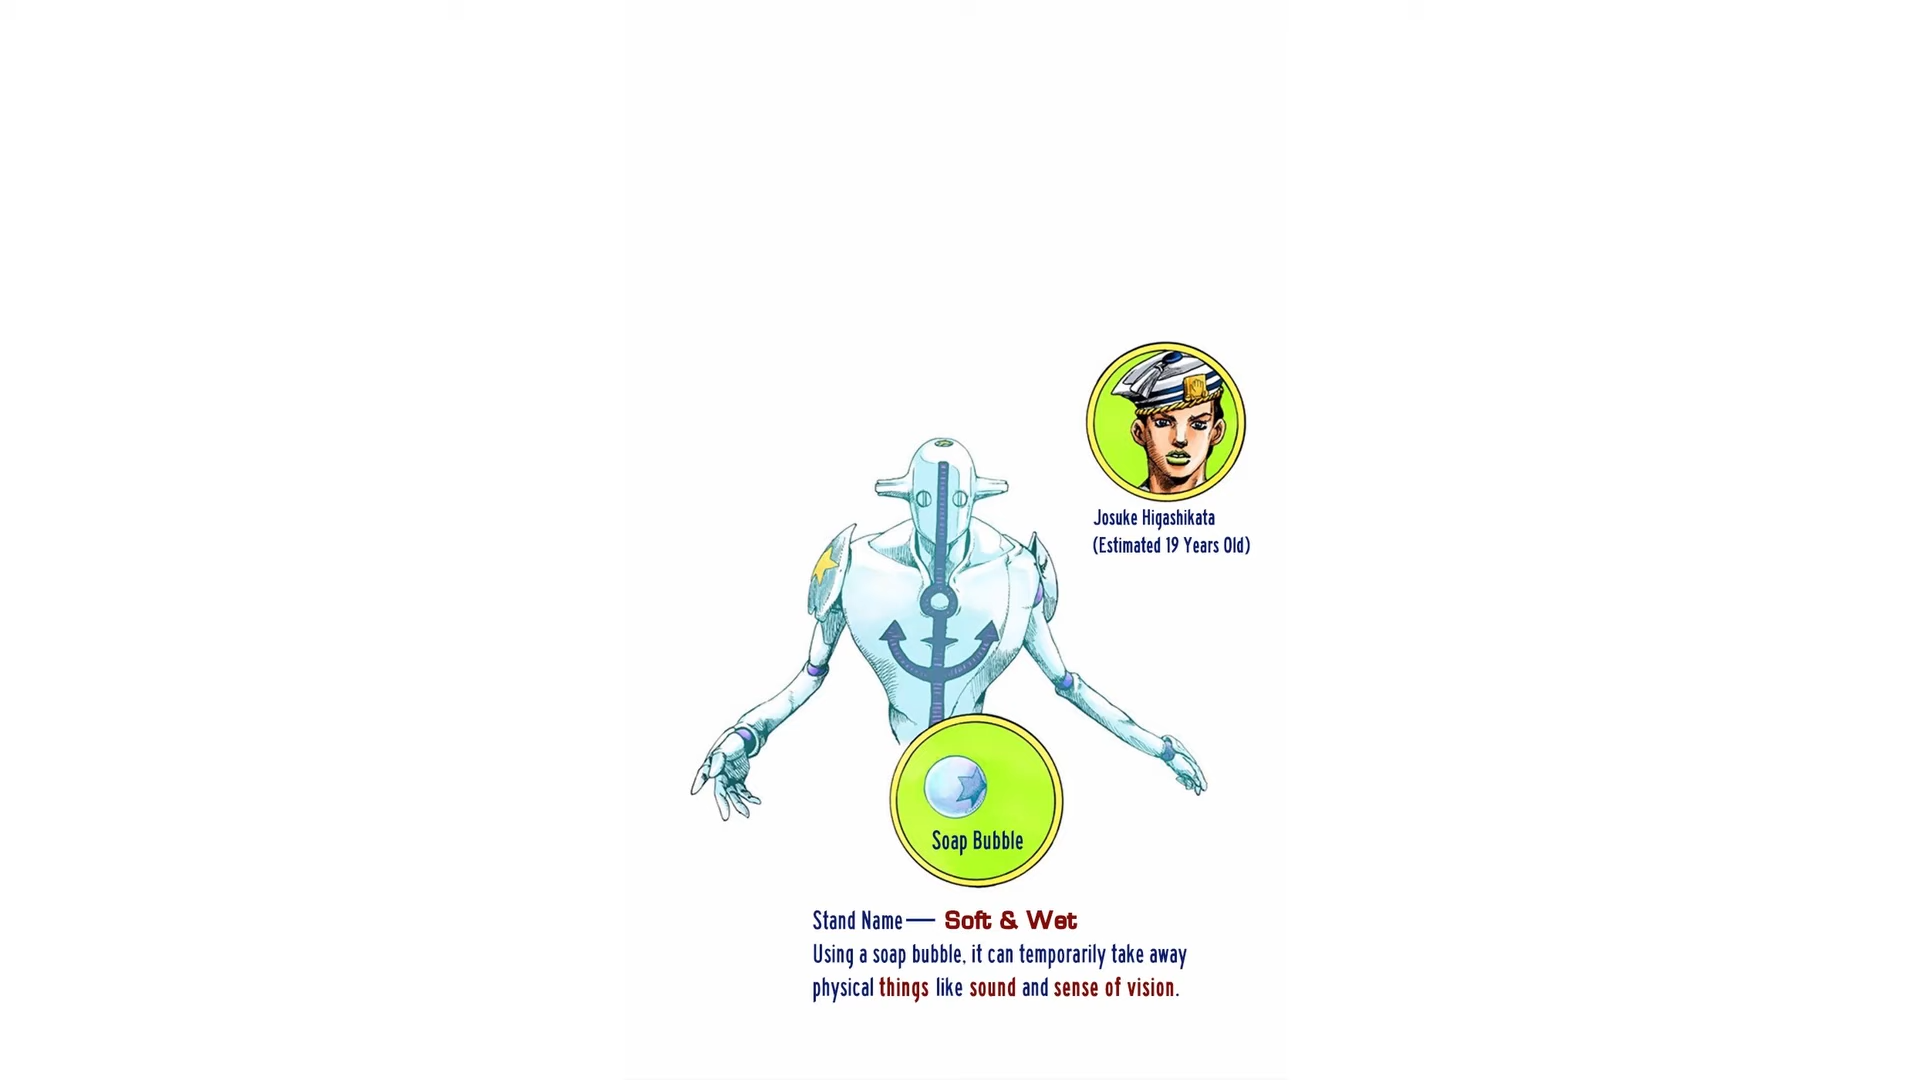 Josuke Higashikata
(Estimated 19 Years Old)
Soap Bubble
Stand Name — Soft & Wet
Using a soap bubble, it can temporarily take away
physical things like sound and sense of vision.